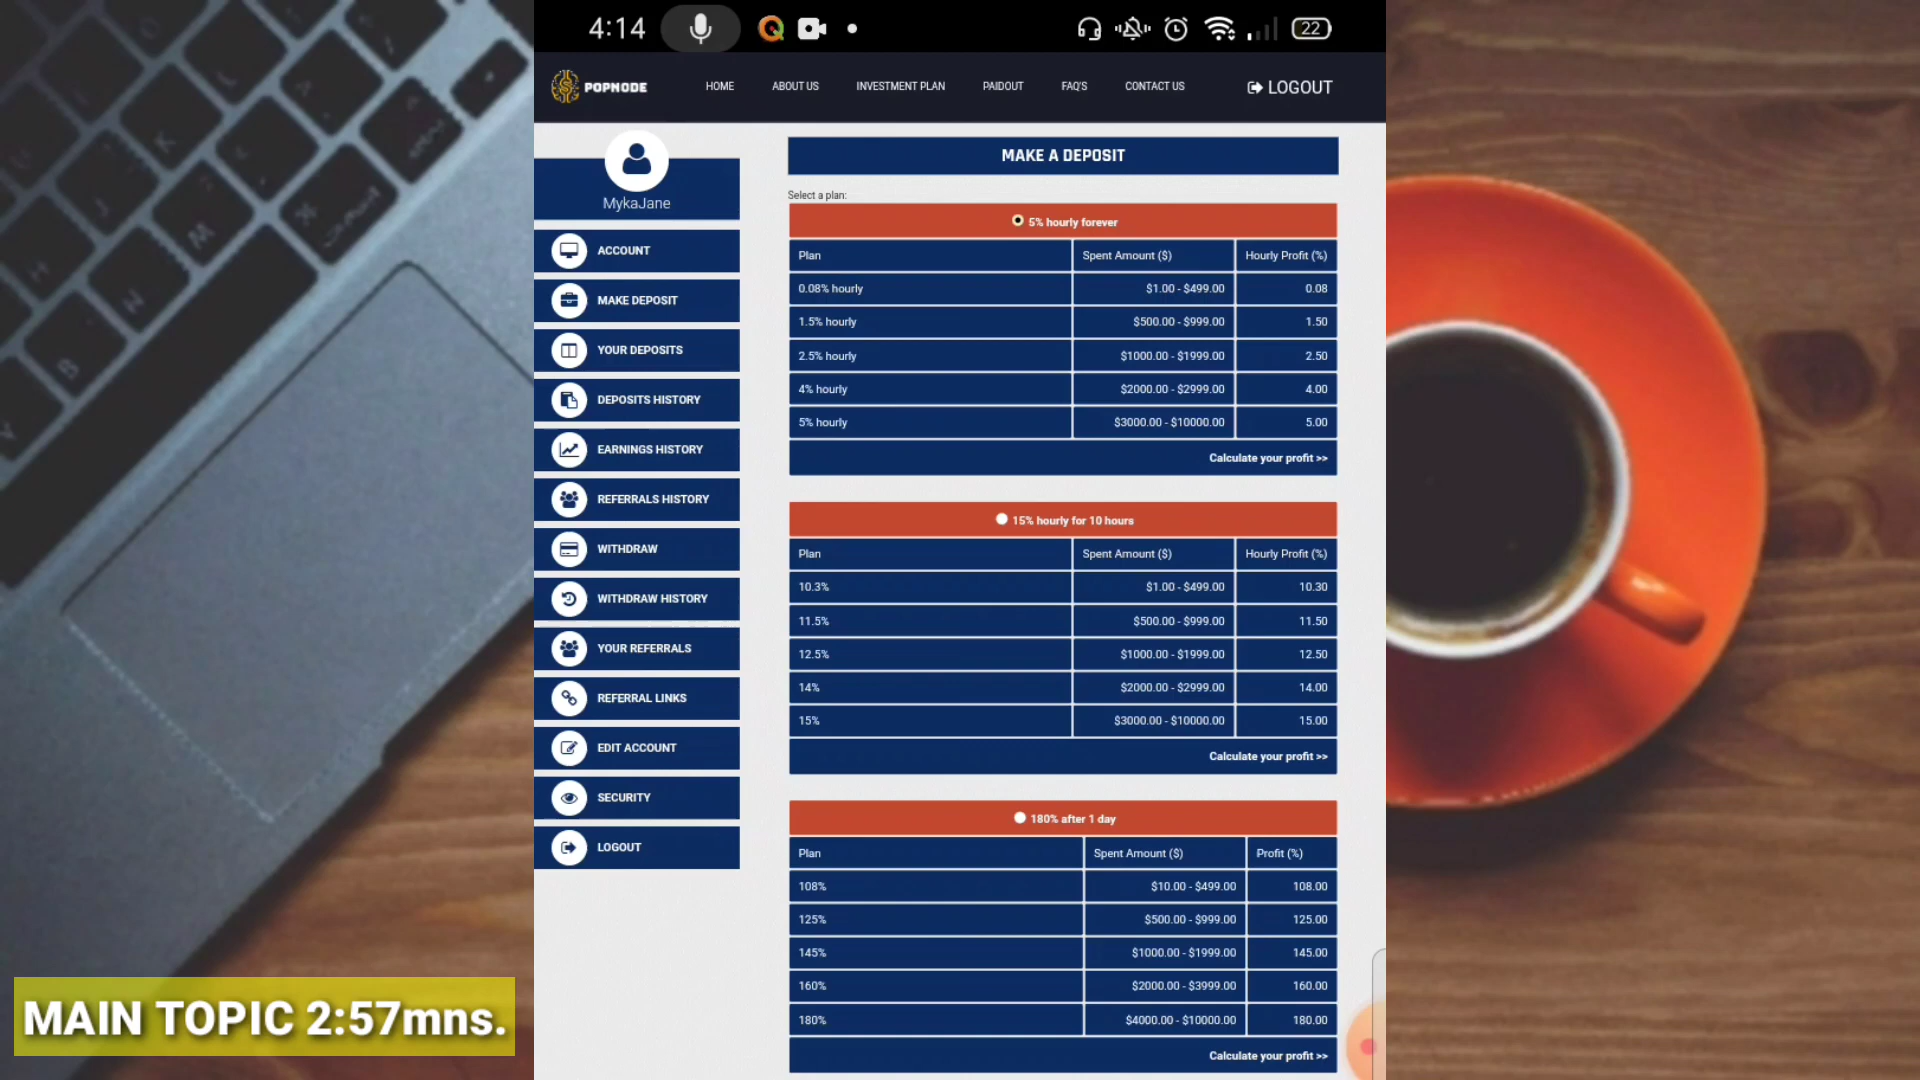 4:14
22
POPNODE
HOME
ABOUT US
INVESTMENT PLAN
PAIDOUT
FAQ'S
CONTACT US
LOGOUT
MykaJane
ACCOUNT
MAKE DEPOSIT
YOUR DEPOSITS
DEPOSITS HISTORY
EARNINGS HISTORY
REFERRALS HISTORY
WITHDRAW
WITHDRAW HISTORY
YOUR REFERRALS
REFERRAL LINKS
EDIT ACCOUNT
SECURITY
LOGOUT
MAKE A DEPOSIT
Select a plan:
5% hourly forever
Plan Spent Amount ($) Hourly Profit (%)
0.08% hourly $1.00 - $499.00 0.08
1.5% hourly $500.00 - $999.00 1.50
2.5% hourly $1000.00 - $1999.00 2.50
4% hourly $2000.00 - $2999.00 4.00
5% hourly $3000.00 - $10000.00 5.00
Calculate your profit >>
15% hourly for 10 hours
Plan Spent Amount ($) Hourly Profit (%)
10.3% $1.00 - $499.00 10.30
11.5% $500.00 - $999.00 11.50
12.5% $1000.00 - $1999.00 12.50
14% $2000.00 - $2999.00 14.00
15% $3000.00 - $10000.00 15.00
Calculate your profit >>
180% after 1 day
Plan Spent Amount ($) Profit (%)
108% $10.00 - $499.00 108.00
125% $500.00 - $999.00 125.00
145% $1000.00 - $1999.00 145.00
160% $2000.00 - $3999.00 160.00
180% $4000.00 - $10000.00 180.00
Calculate your profit >>
MAIN TOPIC 2:57mns.